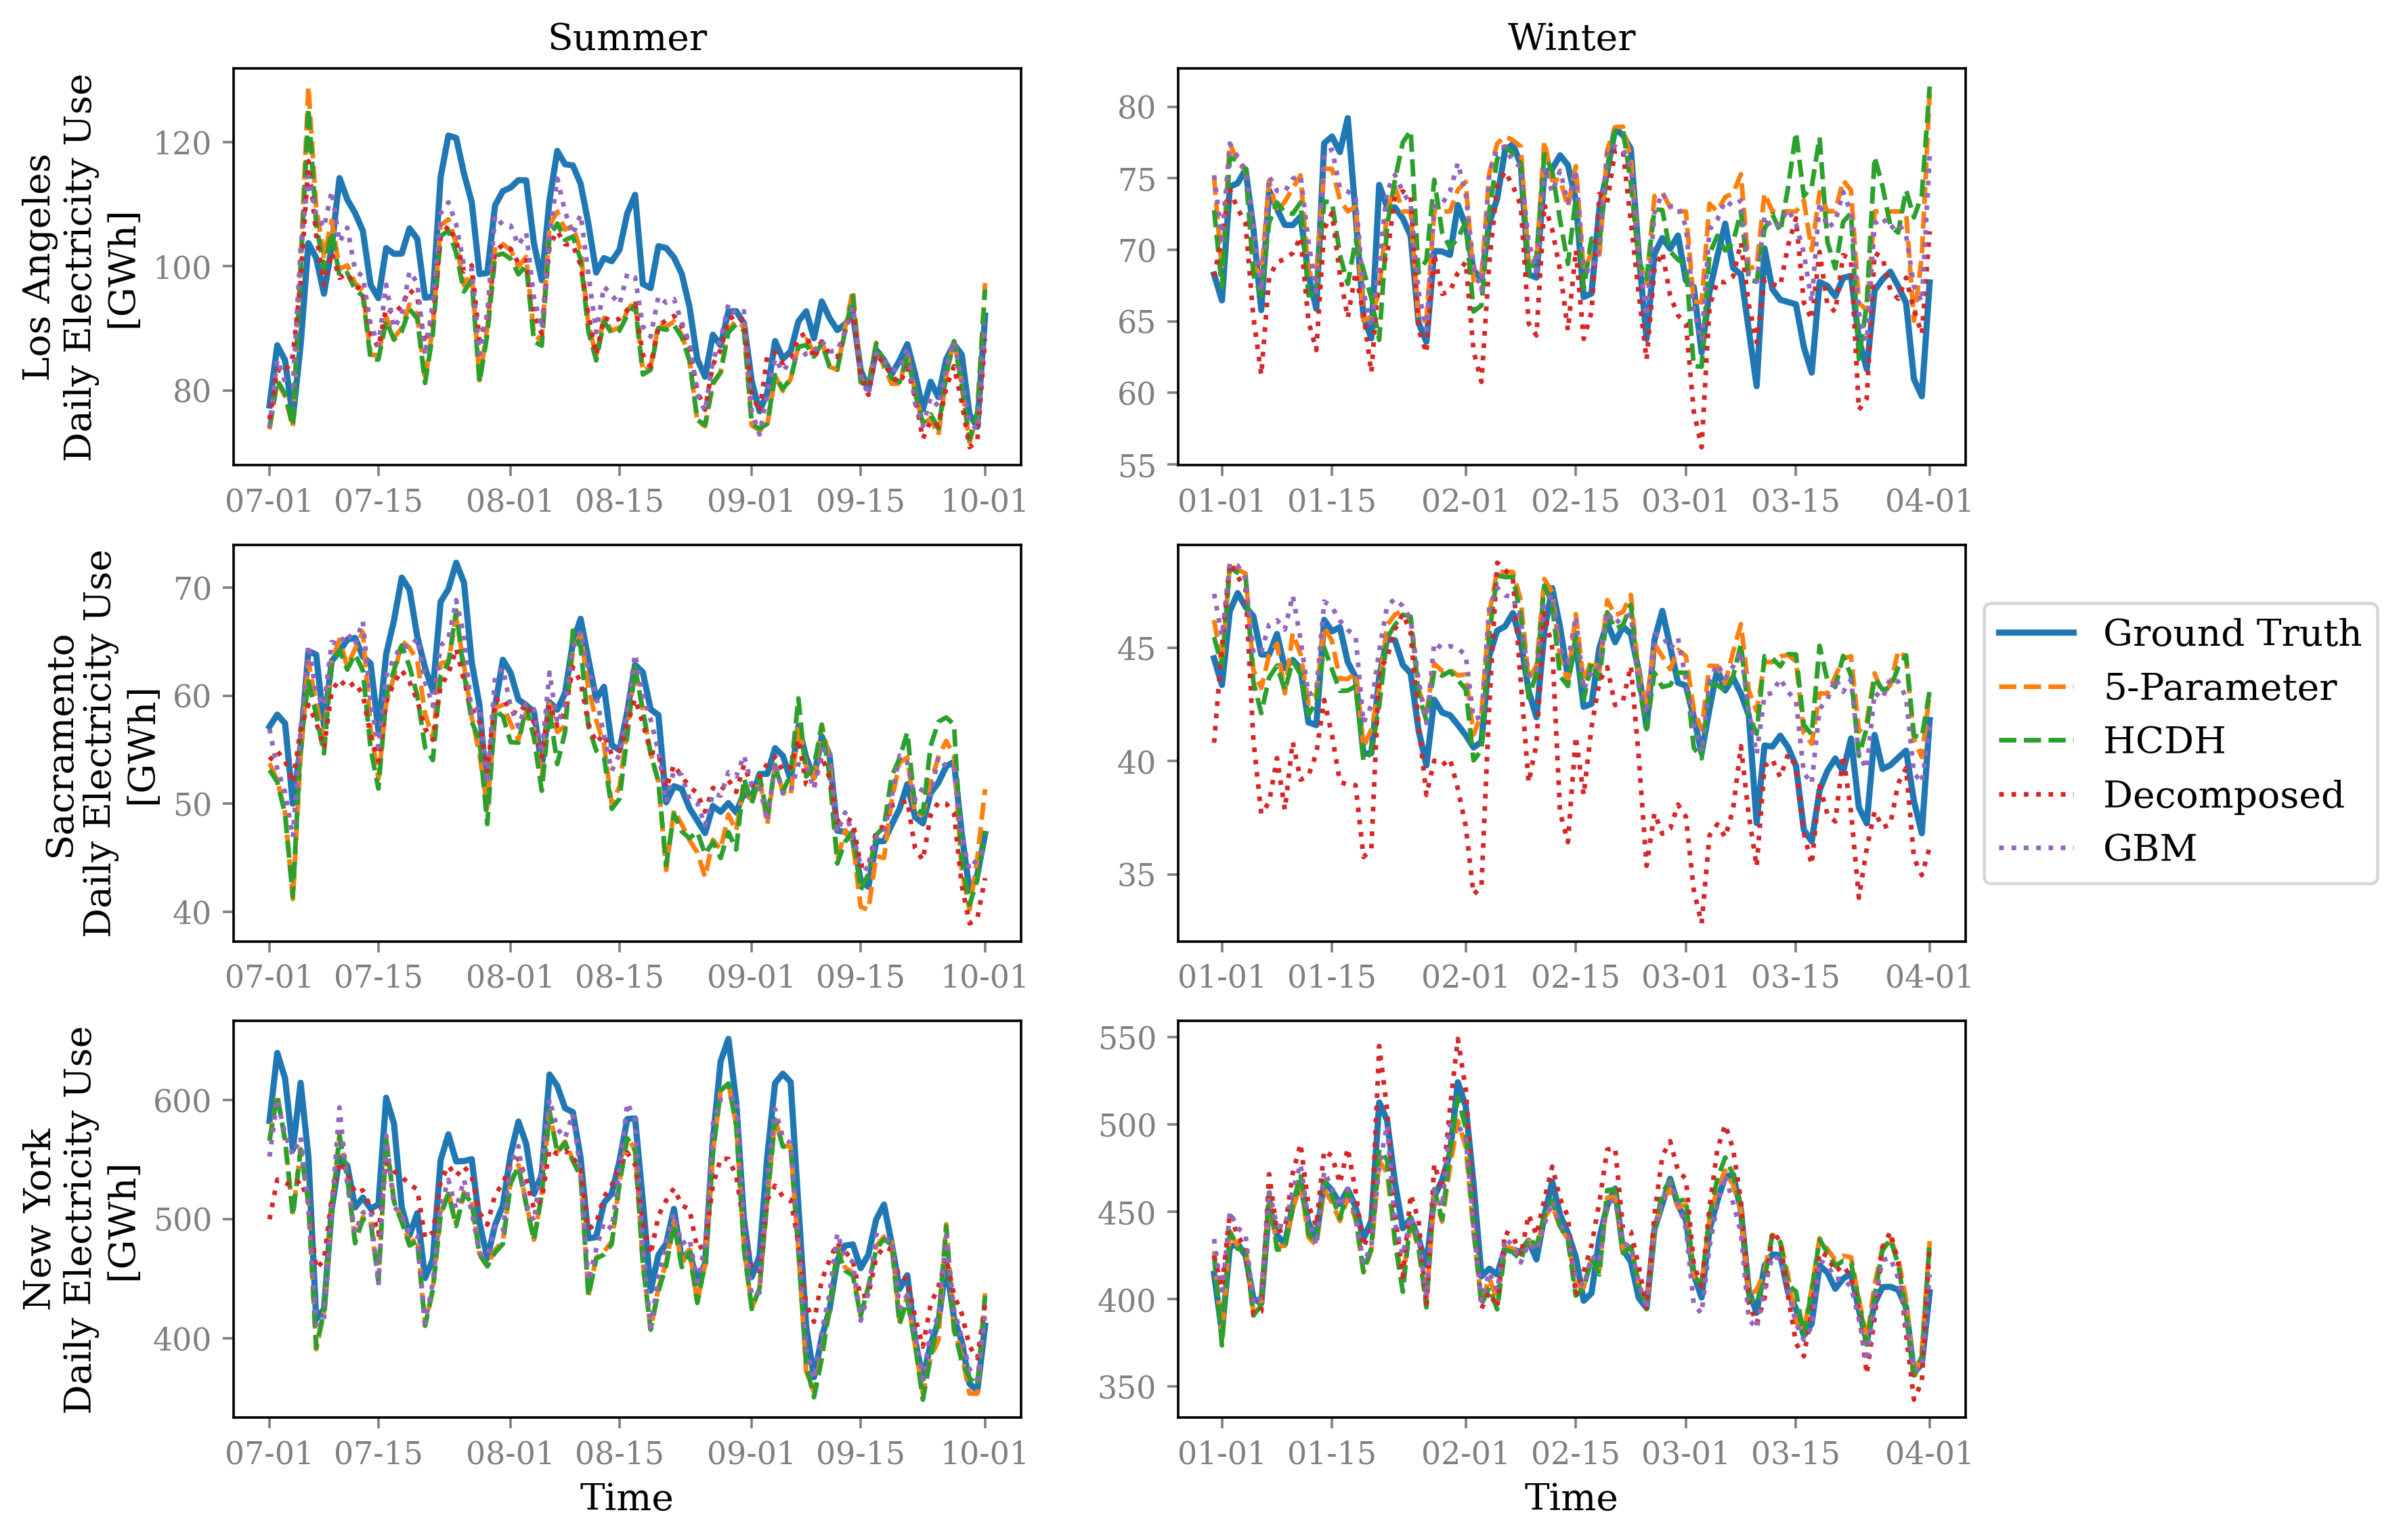 Summer
Winter
Los Angeles
Daily Electricity Use
[GWh]
120
100
80
07-01 07-15 08-01 08-15 09-01 09-15 10-01
80
75
70
65
60
55
01-01 01-15 02-01 02-15 03-01 03-15 04-01
Sacramento
Daily Electricity Use
[GWh]
70
60
50
40
07-01 07-15 08-01 08-15 09-01 09-15 10-01
45
40
35
01-01 01-15 02-01 02-15 03-01 03-15 04-01
Ground Truth
5-Parameter
HCDH
Decomposed
GBM
New York
Daily Electricity Use
[GWh]
600
500
400
07-01 07-15 08-01 08-15 09-01 09-15 10-01
Time
550
500
450
400
350
01-01 01-15 02-01 02-15 03-01 03-15 04-01
Time